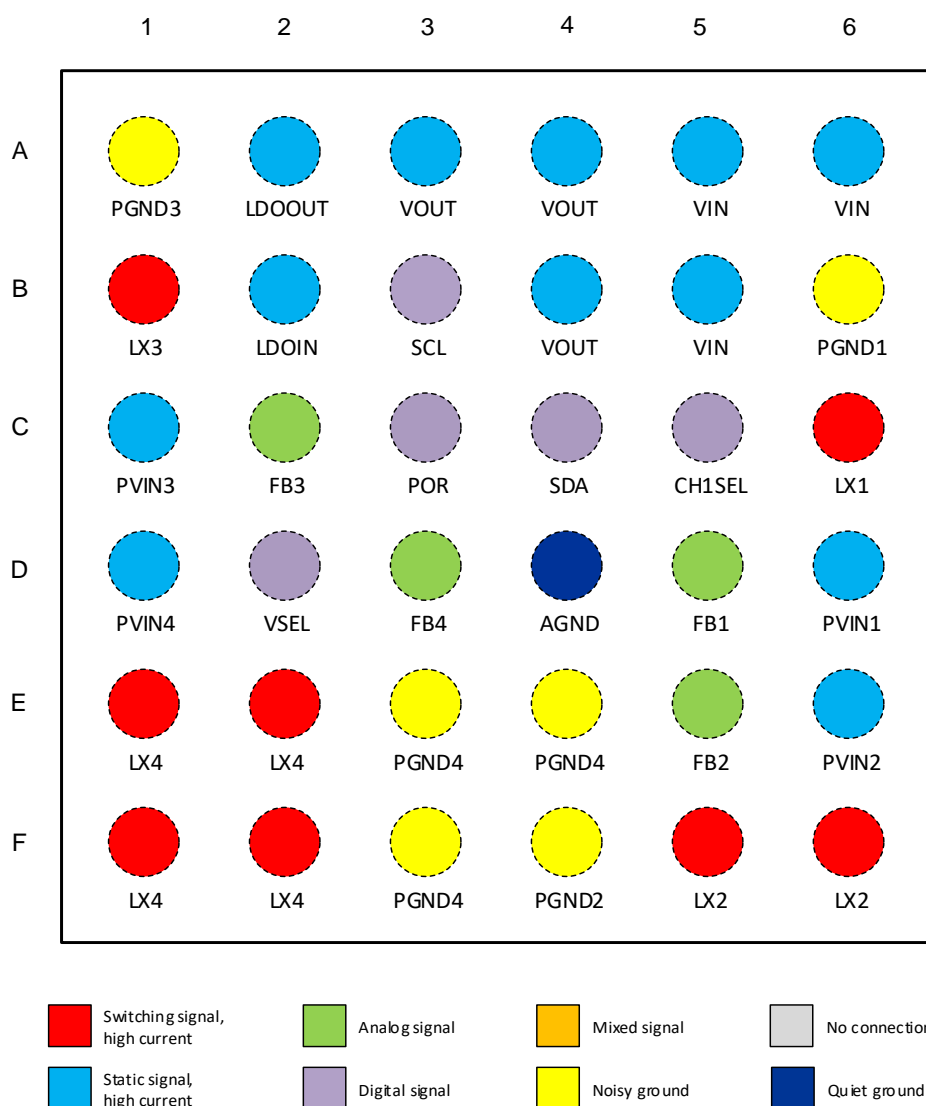 1 2 3 4 5 6
A
PGND3 LDOOUT VOUT VOUT VIN VIN
B
LX3 LDOIN SCL VOUT VIN PGND1
C
PVIN3 FB3 POR SDA CH1SEL LX1
D
PVIN4 VSEL FB4 AGND FB1 PVIN1
E
LX4 LX4 PGND4 PGND4 FB2 PVIN2
F
LX4 LX4 PGND4 PGND2 LX2 LX2
Switching signal,
high current
Analog signal
Mixed signal
No connection
Static signal,
high current
Digital signal
Noisy ground
Quiet ground